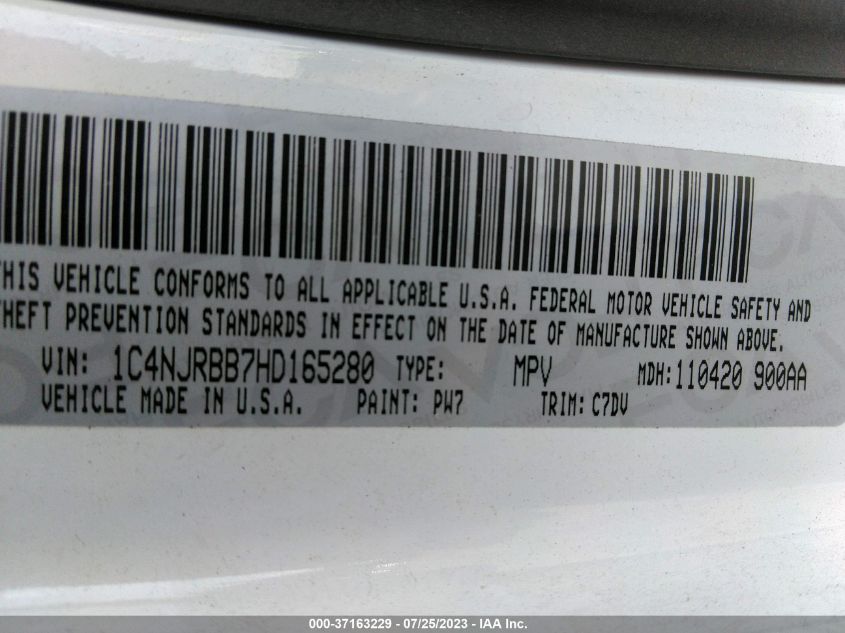 THIS VEHICLE CONFORMS TO ALL APPLICABLE U.S.A. FEDERAL MOTOR VEHICLE SAFETY AND
THEFT PREVENTION STANDARDS IN EFFECT ON THE DATE OF MANUFACTURE SHOWN ABOVE.
VIN: 1C4NJRBB7HD165280 TYPE: MPV MDH: 110420 900AA
VEHICLE MADE IN U.S.A. PAINT: PW7 TRIM: C7DV
000-37163229 - 07/25/2023 - IAA Inc.